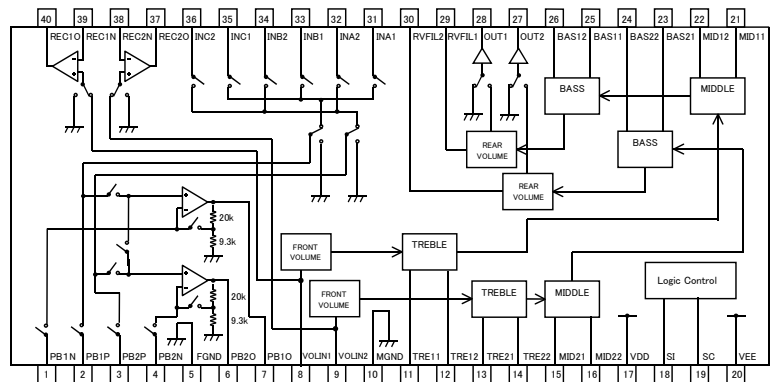 40 39 38 37 36 35 34 33 32 31 30 29 28 27 26 25 24 23 22 21
REC1O REC1N REC2N REC2O INC2 INC1 INB2 INB1 INA2 INA1 RVFIL2 RVFIL1 OUT1 OUT2 BAS12 BAS11 BAS22 BAS21 MID12 MID11
BASS
MIDDLE
REAR
VOLUME
BASS
REAR
VOLUME
20k
9.3k
FRONT
VOLUME
TREBLE
FRONT
VOLUME
TREBLE
MIDDLE
Logic Control
20k
9.3k
PB1N PB1P PB2P PB2N FGND PB2O PB1O VOLIN1 VOLIN2 MGND TRE11 TRE12 TRE21 TRE22 MID21 MID22 VDD SI SC VEE
1 2 3 4 5 6 7 8 9 10 11 12 13 14 15 16 17 18 19 20